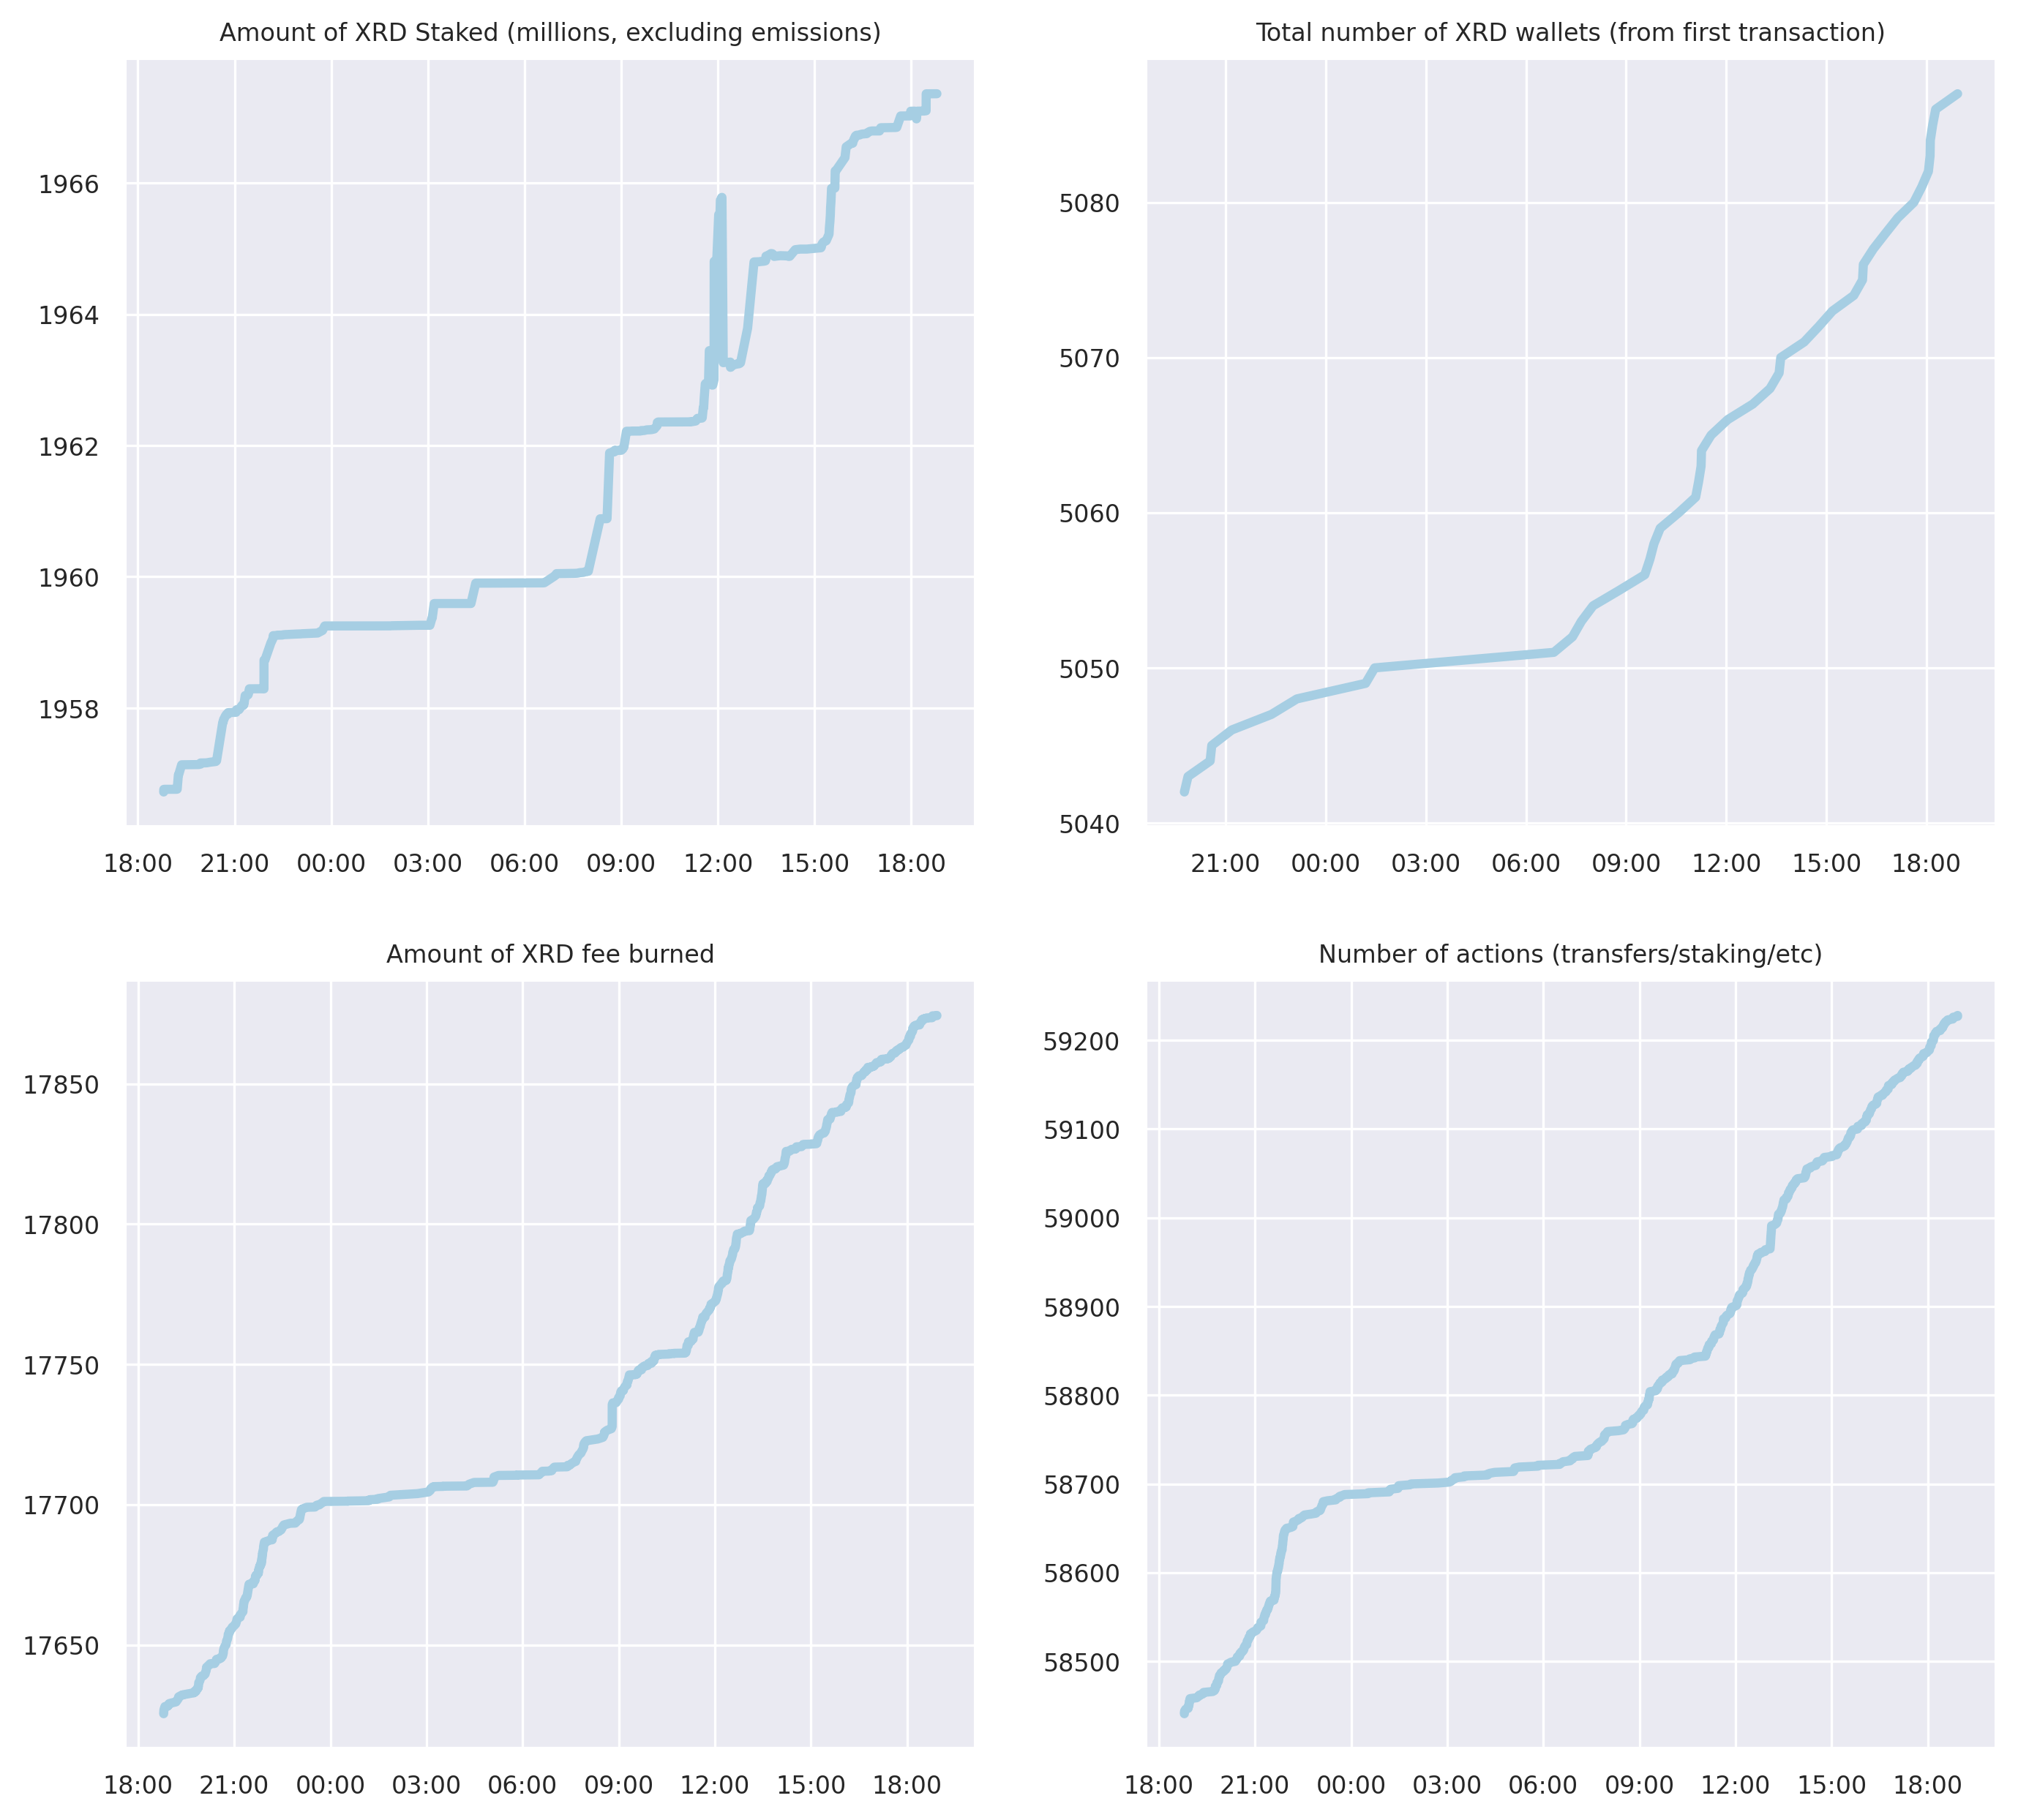 Amount of XRD Staked (millions, excluding emissions)
1966
1964
1962
1960
1958
18:00 21:00 00:00 03:00 06:00 09:00 12:00 15:00 18:00
Total number of XRD wallets (from first transaction)
5080
5070
5060
5050
5040
21:00 00:00 03:00 06:00 09:00 12:00 15:00 18:00
Amount of XRD fee burned
17850
17800
17750
17700
17650
18:00 21:00 00:00 03:00 06:00 09:00 12:00 15:00 18:00
Number of actions (transfers/staking/etc)
59200
59100
59000
58900
58800
58700
58600
58500
18:00 21:00 00:00 03:00 06:00 09:00 12:00 15:00 18:00